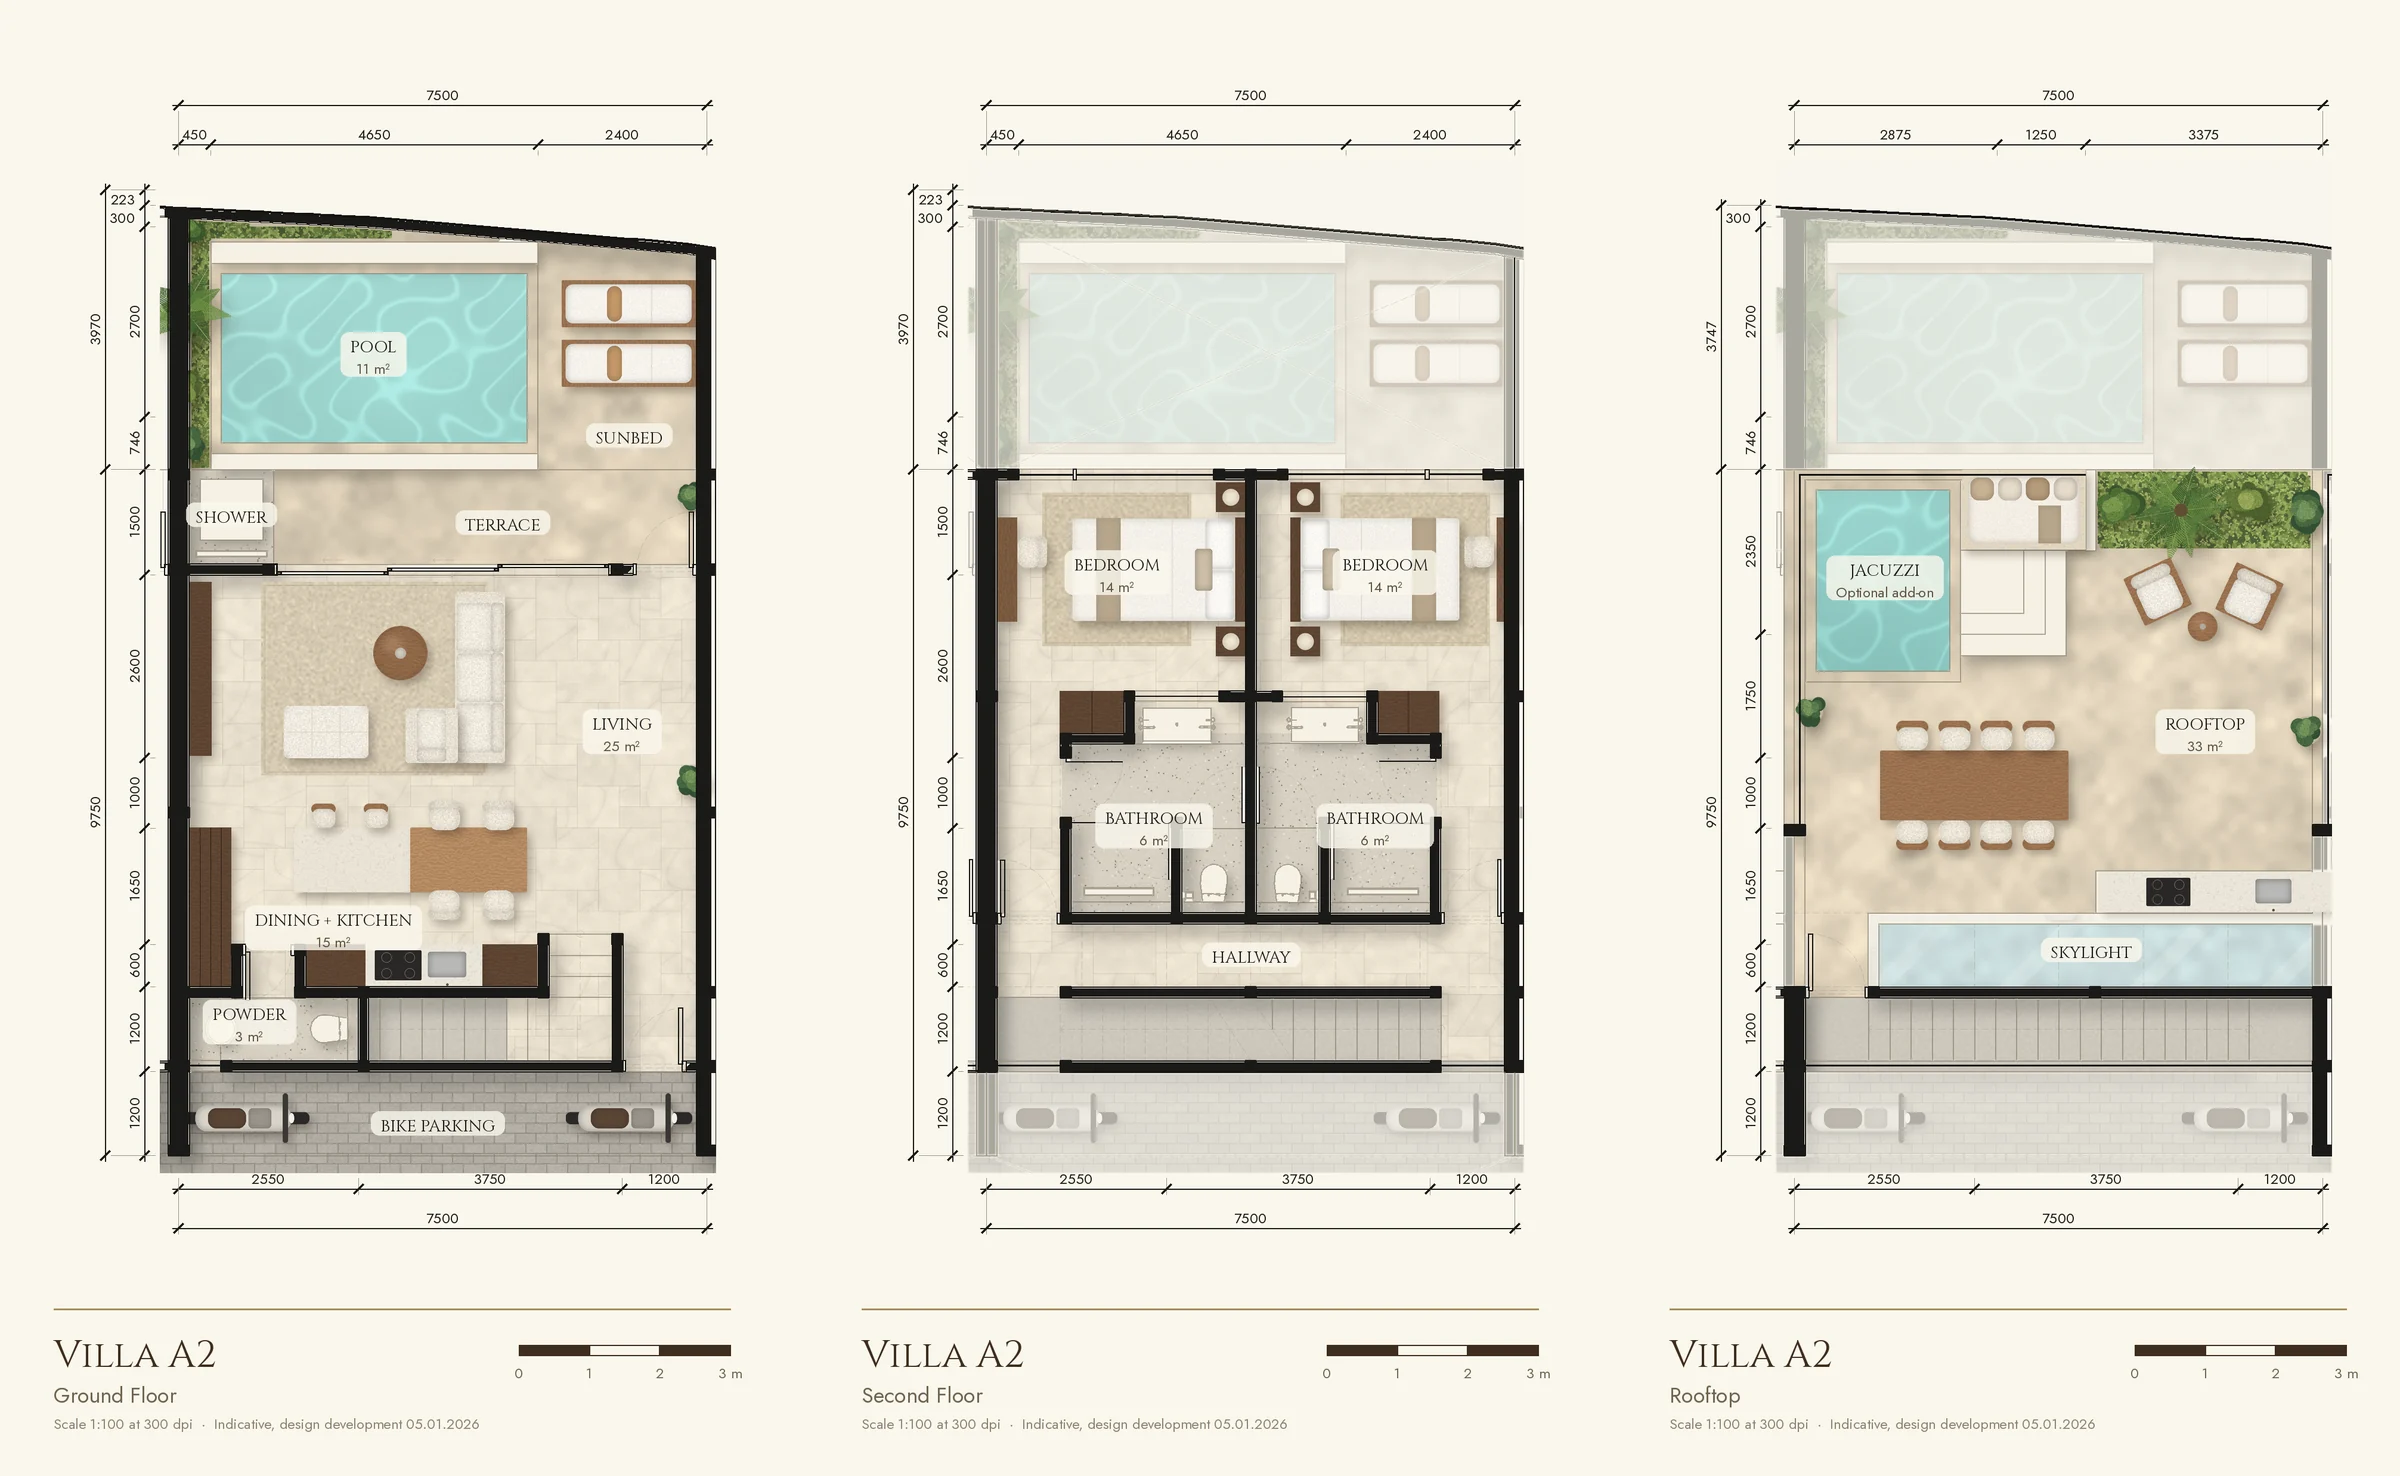 7500
450
4650
2400
223
300
3970
2700
746
POOL
11 m²
SUNBED
9750
1500
SHOWER
TERRACE
2600
LIVING
25 m²
1000
1650
DINING + KITCHEN
15 m²
600
POWDER
3 m²
1200
1200
BIKE PARKING
2550
3750
1200
7500
VILLA A2
Ground Floor
0
1
2
3 m
Scale 1:100 at 300 dpi · Indicative, design development 05.01.2026
7500
450
4650
2400
223
300
3970
2700
746
9750
1500
BEDROOM
14 m²
BEDROOM
14 m²
2600
1000
BATHROOM
6 m²
BATHROOM
6 m²
1650
600
HALLWAY
1200
1200
2550
3750
1200
7500
VILLA A2
Second Floor
0
1
2
3 m
Scale 1:100 at 300 dpi · Indicative, design development 05.01.2026
7500
2875
1250
3375
300
3747
2700
746
9750
2350
JACUZZI
Optional add-on
1750
ROOFTOP
33 m²
1000
1650
600
SKYLIGHT
1200
1200
2550
3750
1200
7500
VILLA A2
Rooftop
0
1
2
3 m
Scale 1:100 at 300 dpi · Indicative, design development 05.01.2026